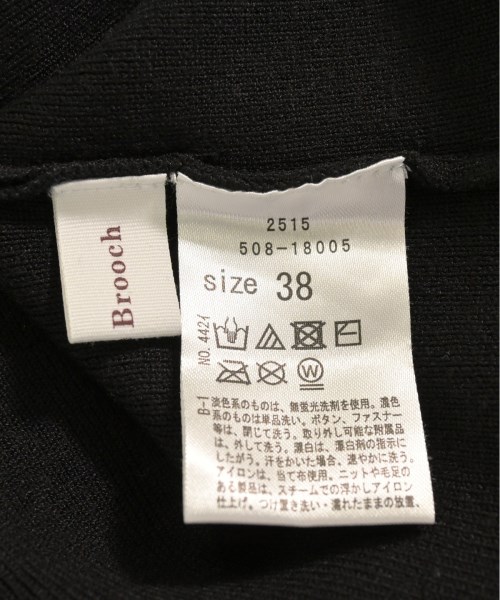 Brooch
2515
508-18005
size 38
NO.4421
B-1
淡色系のものは、無蛍光洗剤を使用。濃色
系のものは単品洗い。ボタン、ファスナー
等は、閉じて洗う。取り外し可能な附属品
は、外して洗う。漂白は、漂白剤の指示に
したがう。汗をかいた場合、速やかに洗う。
アイロンは、当て布使用。ニットや毛足の
ある製品は、スチームでの浮かしアイロン
仕上げ。つけ置き洗い・濡れたままの放置、
W